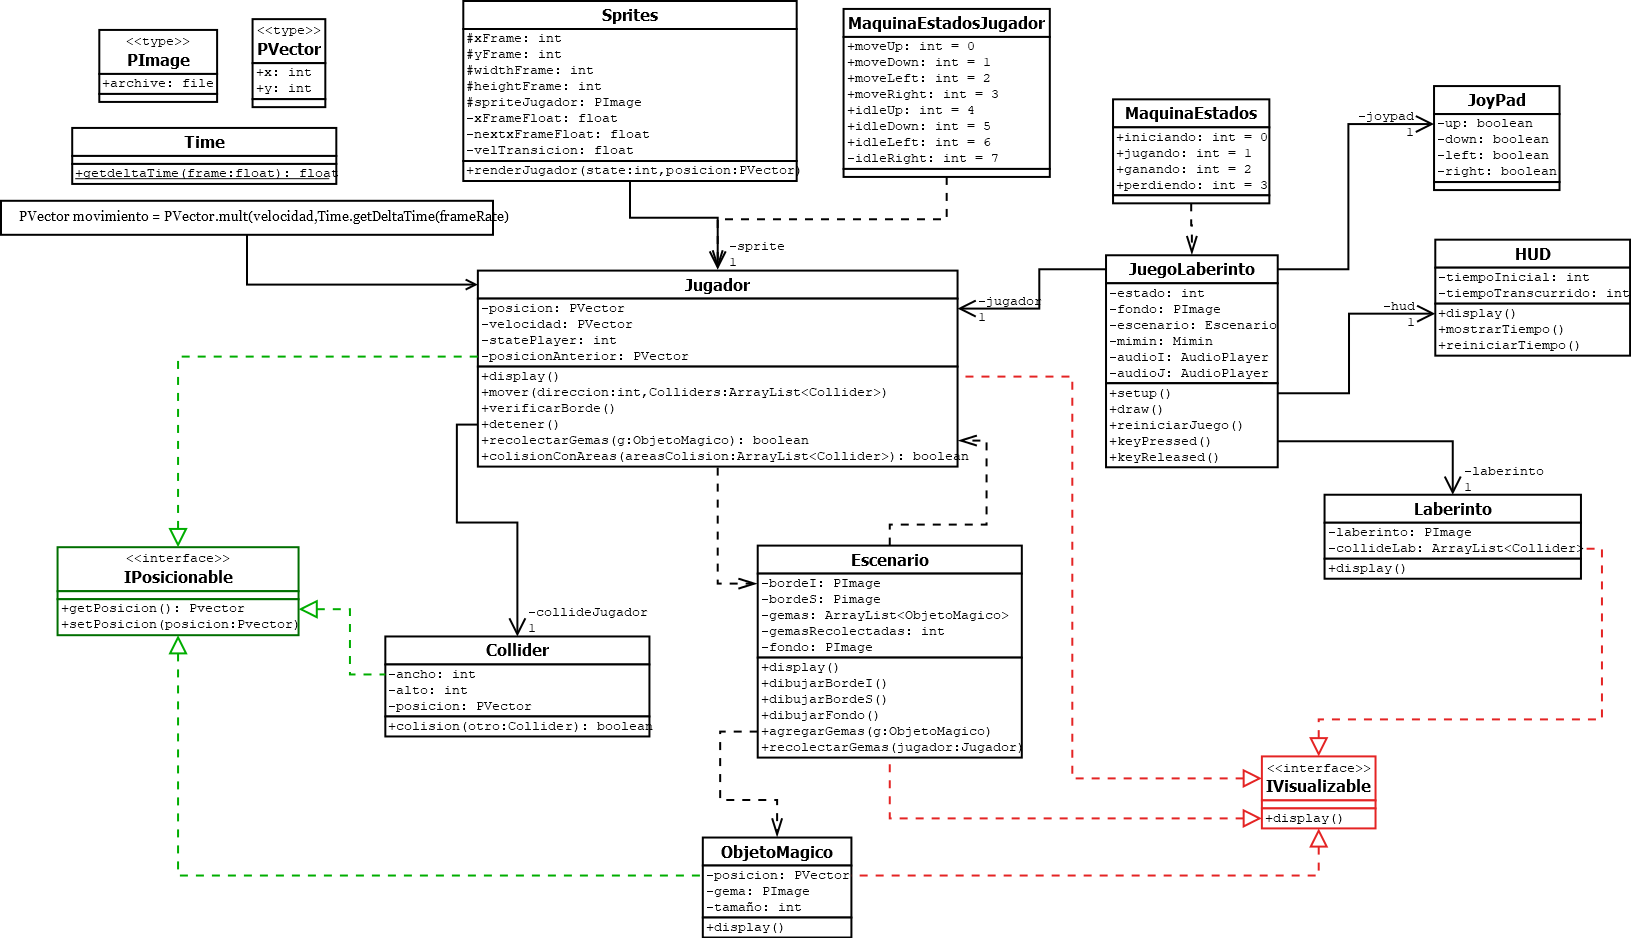 <<type>>
PImage
+archive: file
<<type>>
PVector
+x: int
+y: int
Time
+getdeltaTime(frame:float): float
PVector movimiento = PVector.mult(velocidad,Time.getDeltaTime(frameRate)
Sprites
#xFrame: int
#yFrame: int
#widthFrame: int
#heightFrame: int
#spriteJugador: PImage
-xFrameFloat: float
-nextxFrameFloat: float
-velTransicion: float
+renderJugador(state:int,posicion:PVector)
MaquinaEstadosJugador
+moveUp: int = 0
+moveDown: int = 1
+moveLeft: int = 2
+moveRight: int = 3
+idleUp: int = 4
+idleDown: int = 5
+idleLeft: int = 6
-idleRight: int = 7
MaquinaEstados
+iniciando: int = 0
+jugando: int = 1
+ganando: int = 2
+perdiendo: int = 3
-joypad
1
JoyPad
-up: boolean
-down: boolean
-left: boolean
-right: boolean
-sprite
1
Jugador
-posicion: PVector
-velocidad: PVector
-statePlayer: int
-posicionAnterior: PVector
+display()
+mover(direccion:int,Colliders:ArrayList<Collider>)
+verificarBorde()
+detener()
+recolectarGemas(g:ObjetoMagico): boolean
+colisionConAreas(areasColision:ArrayList<Collider>): boolean
-jugador
1
JuegoLaberinto
-estado: int
-fondo: PImage
-escenario: Escenario
-mimin: Mimin
-audioI: AudioPlayer
-audioJ: AudioPlayer
+setup()
+draw()
+reiniciarJuego()
+keyPressed()
+keyReleased()
-hud
1
HUD
-tiempoInicial: int
-tiempoTranscurrido: int
+display()
+mostrarTiempo()
+reiniciarTiempo()
-laberinto
1
Laberinto
-laberinto: PImage
-collideLab: ArrayList<Collider>
+display()
<<interface>>
IPosicionable
+getPosicion(): Pvector
+setPosicion(posicion:Pvector)
-collideJugador
1
Collider
-ancho: int
-alto: int
-posicion: PVector
+colision(otro:Collider): boolean
Escenario
-bordeI: PImage
-bordeS: Pimage
-gemas: ArrayList<ObjetoMagico>
-gemasRecolectadas: int
-fondo: PImage
+display()
+dibujarBordeI()
+dibujarBordeS()
+dibujarFondo()
+agregarGemas(g:ObjetoMagico)
+recolectarGemas(jugador:Jugador)
<<interface>>
IVisualizable
+display()
ObjetoMagico
-posicion: PVector
-gema: PImage
-tamaño: int
+display()